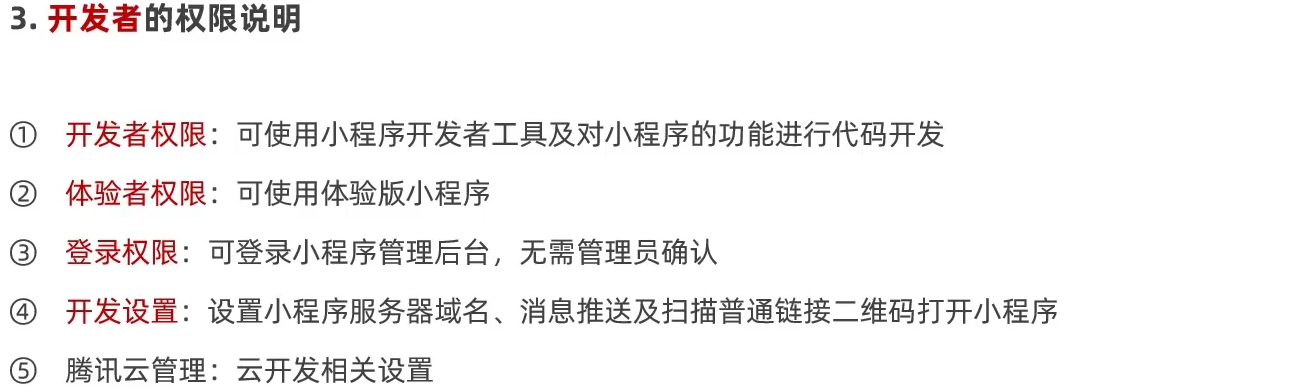 3. 开发者的权限说明
① 开发者权限：可使用小程序开发者工具及对小程序的功能进行代码开发
② 体验者权限：可使用体验版小程序
③ 登录权限：可登录小程序管理后台，无需管理员确认
④ 开发设置：设置小程序服务器域名、消息推送及扫描普通链接二维码打开小程序
⑤ 腾讯云管理：云开发相关设置